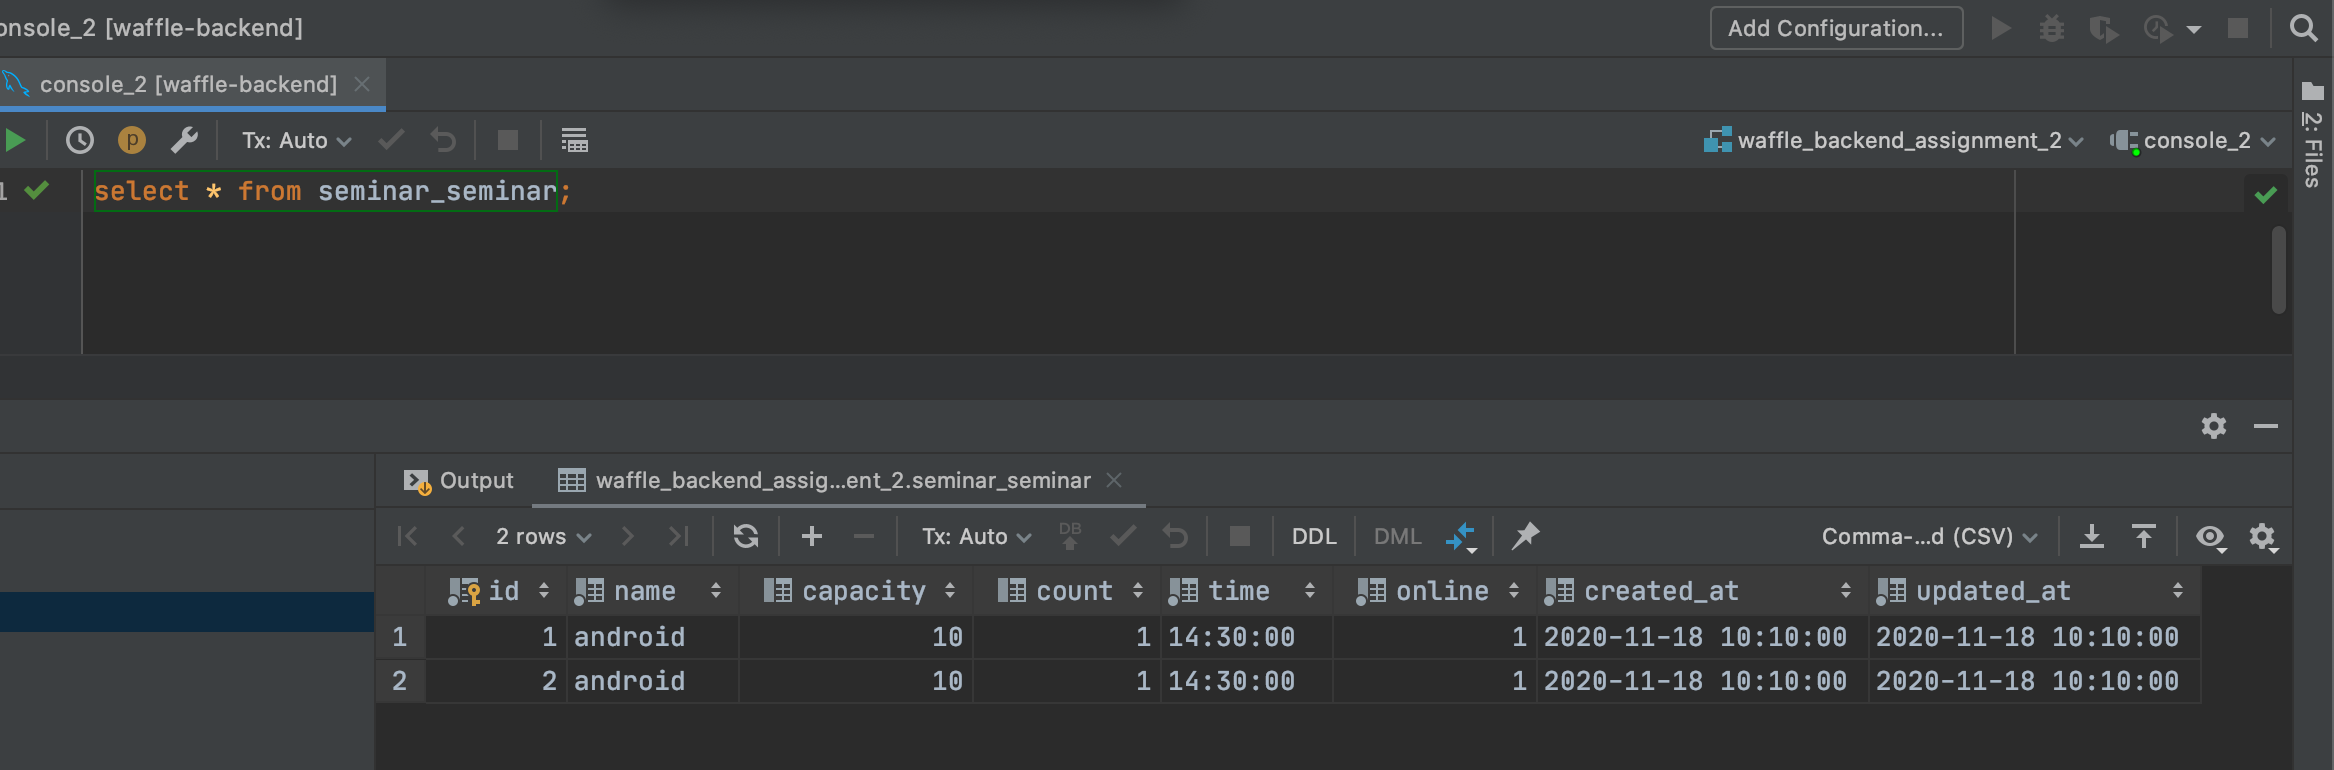 onsole_2 [waffle-backend]
Add Configuration...
console_2 [waffle-backend]
Tx: Auto
waffle_backend_assignment_2
console_2
2: Files
1 select * from seminar_seminar;
Output
waffle_backend_assig...ent_2.seminar_seminar
2 rows
Tx: Auto
DB
DDL
DML
Comma-...d (CSV)
id name capacity count time online created_at updated_at
1 1 android 10 1 14:30:00 1 2020-11-18 10:10:00 2020-11-18 10:10:00
2 2 android 10 1 14:30:00 1 2020-11-18 10:10:00 2020-11-18 10:10:00